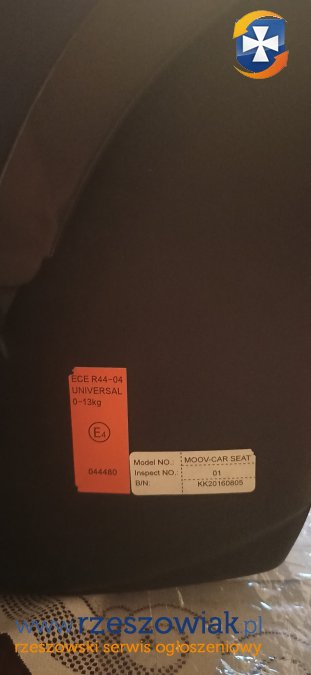 ECE R44-04
UNIVERSAL
0-13kg
E4
044480
Model NO.: MOOV-CAR SEAT
Inspect NO.: 01
B/N: KK20160805
www.rzeszowiak.pl
rzeszowski serwis ogłoszeniowy